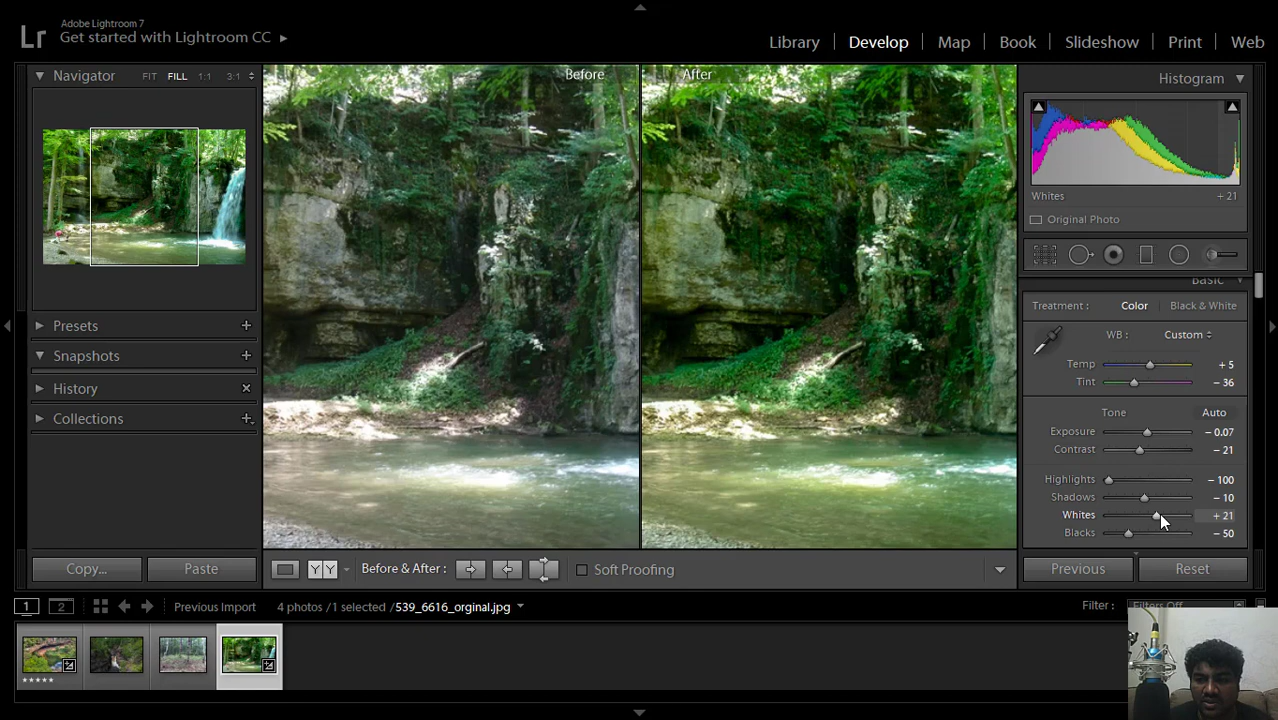 Adobe Lightroom 7
Lr Get started with Lightroom CC
Library Develop Map Book Slideshow Print Web
Navigator FIT FILL 1:1 3:1
Before After
Histogram
Whites + 21
Original Photo
Basic
Treatment : Color Black & White
WB : Custom
Temp + 5
Tint − 36
Tone Auto
Exposure − 0.07
Contrast − 21
Highlights − 100
Shadows − 10
Whites + 21
Blacks − 50
Presets
Snapshots
History
Collections
Copy... Paste
Y Y Before & After : Soft Proofing
Previous Reset
1 2 Previous Import 4 photos / 1 selected / 539_6616_orginal.jpg
Filter : Filters Off